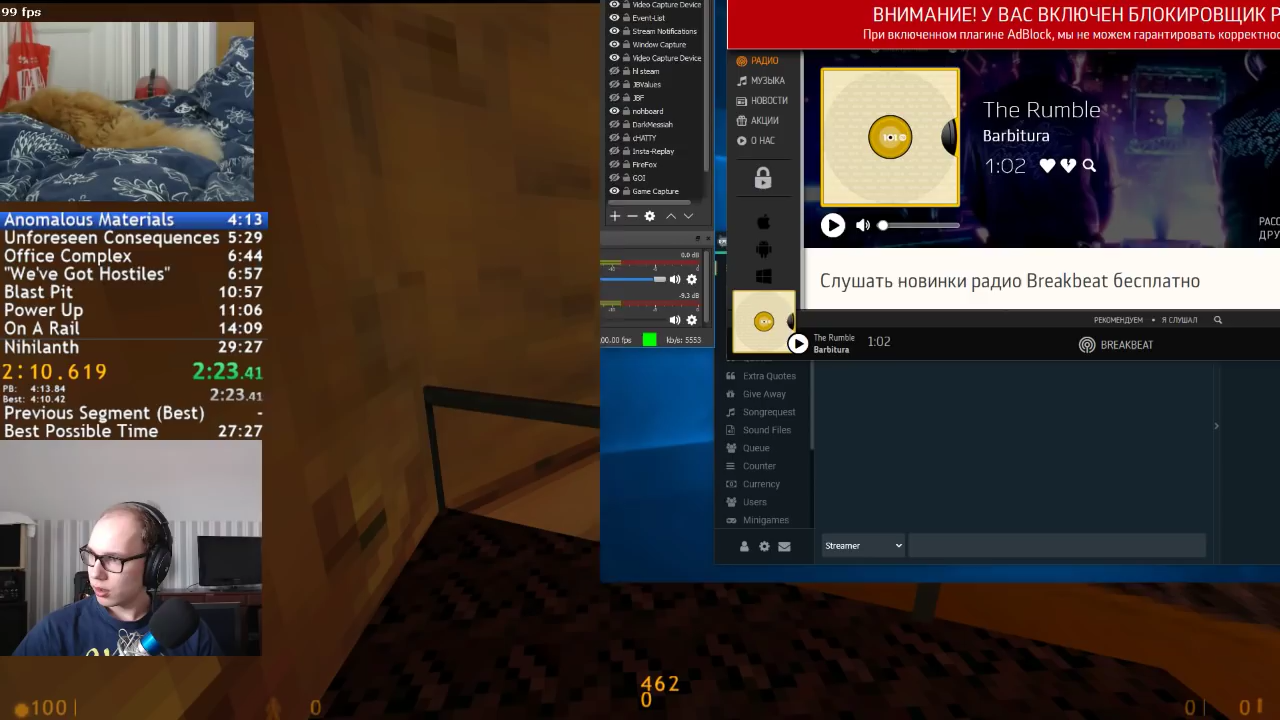 99 fps
Anomalous Materials 4:13
Unforeseen Consequences 5:29
Office Complex 6:44
"We've Got Hostiles" 6:57
Blast Pit 10:57
Power Up 11:06
On A Rail 14:09
Nihilanth 29:27
2:10.619 2:23.41
PB: 4:13.84
Best: 4:10.42 2:23.41
Previous Segment (Best) -
Best Possible Time 27:27
Video Capture Device
Event-List
Stream Notifications
Window Capture
Video Capture Device
hl steam
JBValues
JBF
nohboard
DarkMessiah
cHATTY
Insta-Replay
FireFox
GOI
Game Capture
0.0 dB
-9.3 dB
00.00 fps kb/s: 5553
ВНИМАНИЕ! У ВАС ВКЛЮЧЕН БЛОКИРОВЩИК Р
При включенном плагине AdBlock, мы не можем гарантировать корректнос
РАДИО
МУЗЫКА
НОВОСТИ
АКЦИИ
О НАС
101
The Rumble
Barbitura
1:02
РАСС
ДРУ
Слушать новинки радио Breakbeat бесплатно
РЕКОМЕНДУЕМ • Я СЛУШАЛ
The Rumble
Barbitura
1:02
BREAKBEAT
Extra Quotes
Give Away
Songrequest
Sound Files
Queue
Counter
Currency
Users
Minigames
Streamer
462
0
100
0
0
0